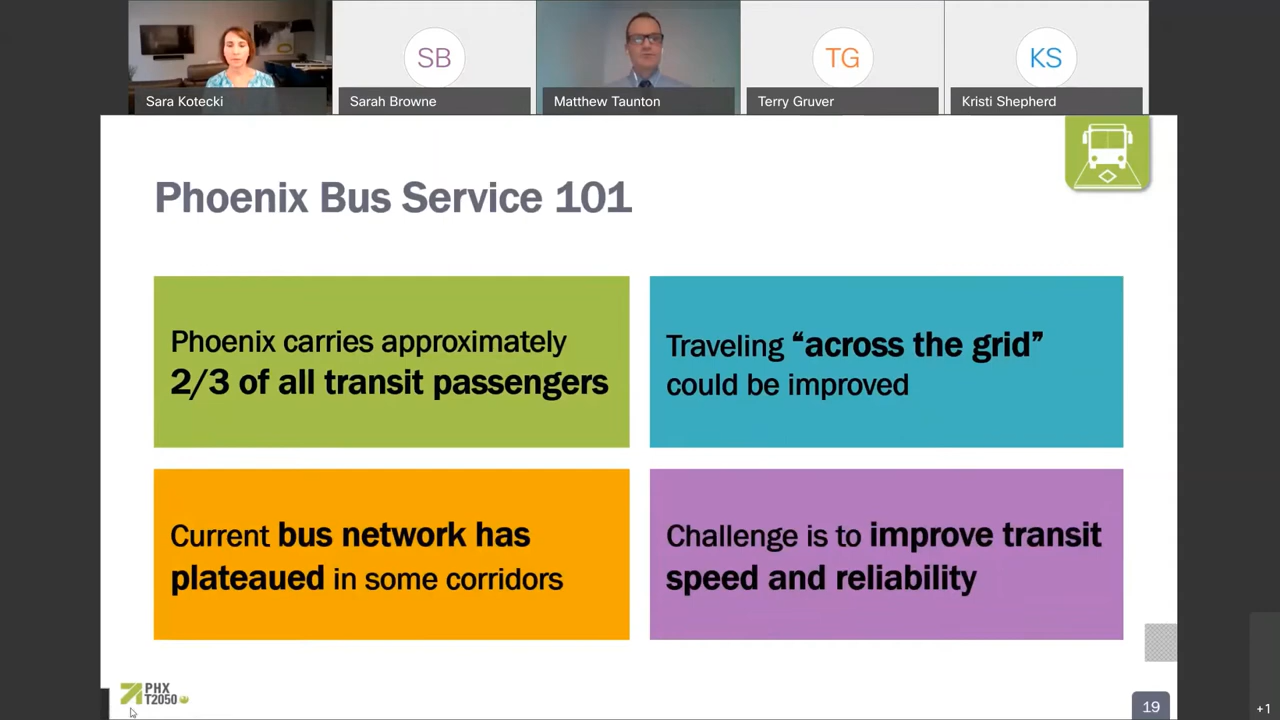 SB
TG
KS
Sara Kotecki
Sarah Browne
Matthew Taunton
Terry Gruver
Kristi Shepherd
Phoenix Bus Service 101
Phoenix carries approximately
2/3 of all transit passengers
Traveling “across the grid”
could be improved
Current bus network has
plateaued in some corridors
Challenge is to improve transit
speed and reliability
PHX
T2050
19
+1